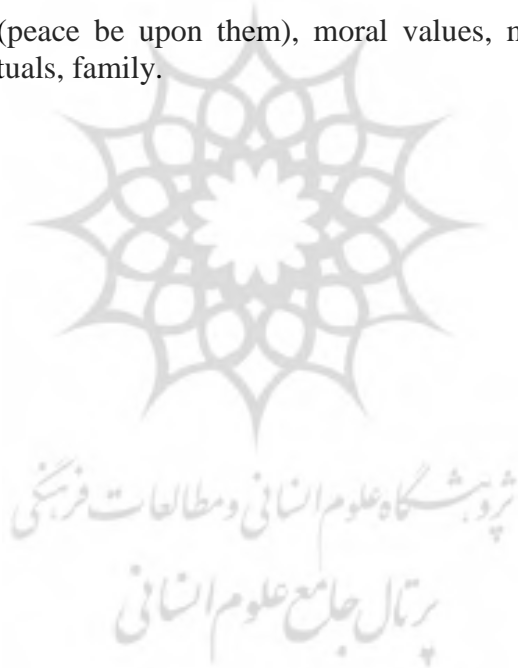 (peace be upon them), moral values, m
tuals, family.
پژوهشگاه علوم انسانی و مطالعات فرهنگی
پرتال جامع علوم انسانی